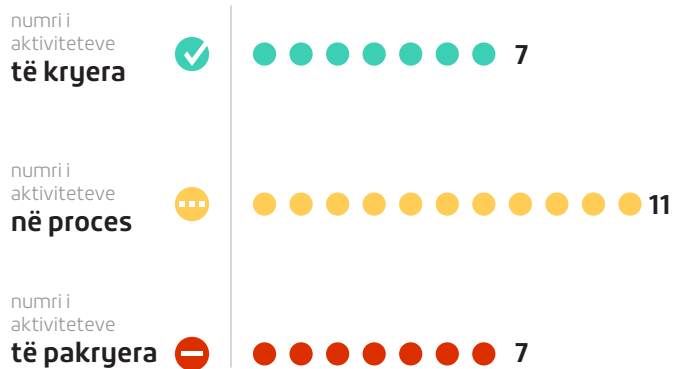 numri i
aktiviteteve
të kryera
7
numri i
aktiviteteve
në proces
11
numri i
aktiviteteve
të pakryera
7